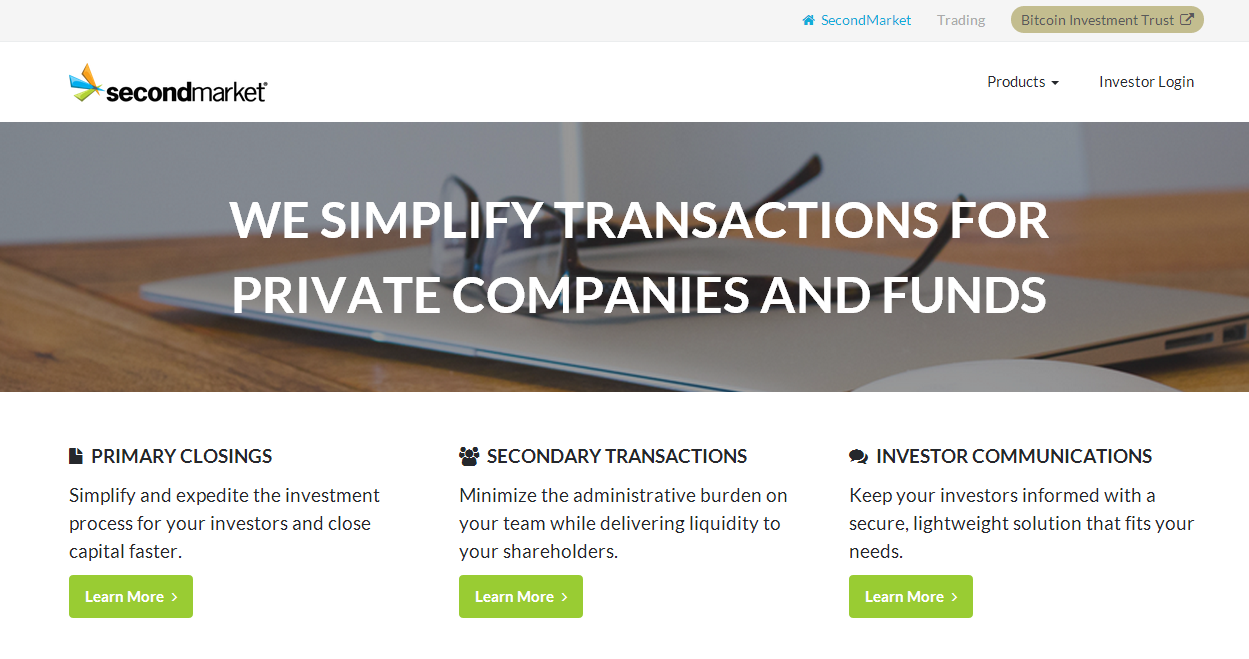 SecondMarket Trading Bitcoin Investment Trust
secondmarket® Products Investor Login
WE SIMPLIFY TRANSACTIONS FOR
PRIVATE COMPANIES AND FUNDS
PRIMARY CLOSINGS
Simplify and expedite the investment
process for your investors and close
capital faster.
Learn More
SECONDARY TRANSACTIONS
Minimize the administrative burden on
your team while delivering liquidity to
your shareholders.
Learn More
INVESTOR COMMUNICATIONS
Keep your investors informed with a
secure, lightweight solution that fits your
needs.
Learn More